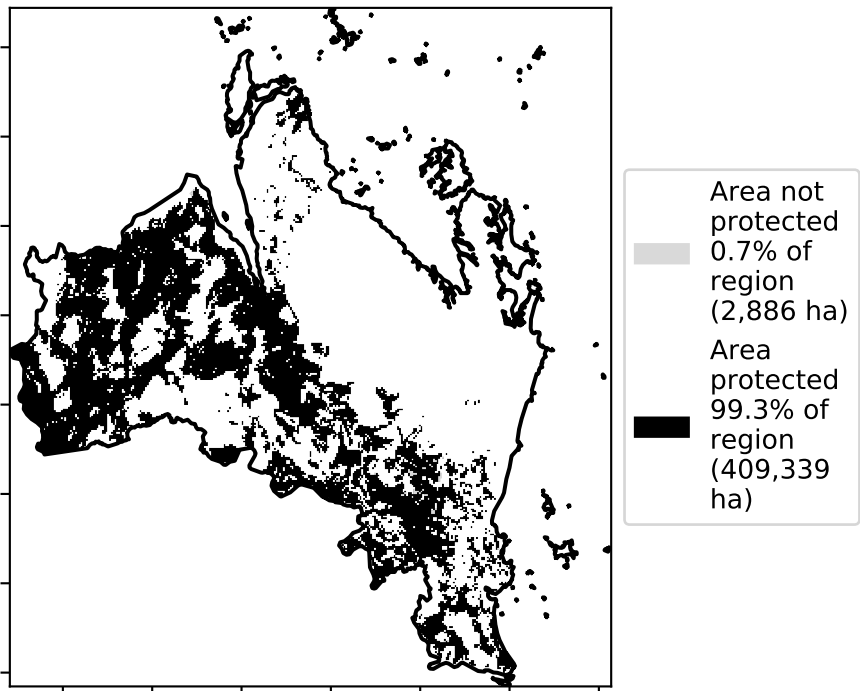 Area not
protected
0.7% of
region
(2,886 ha)
Area
protected
99.3% of
region
(409,339
ha)